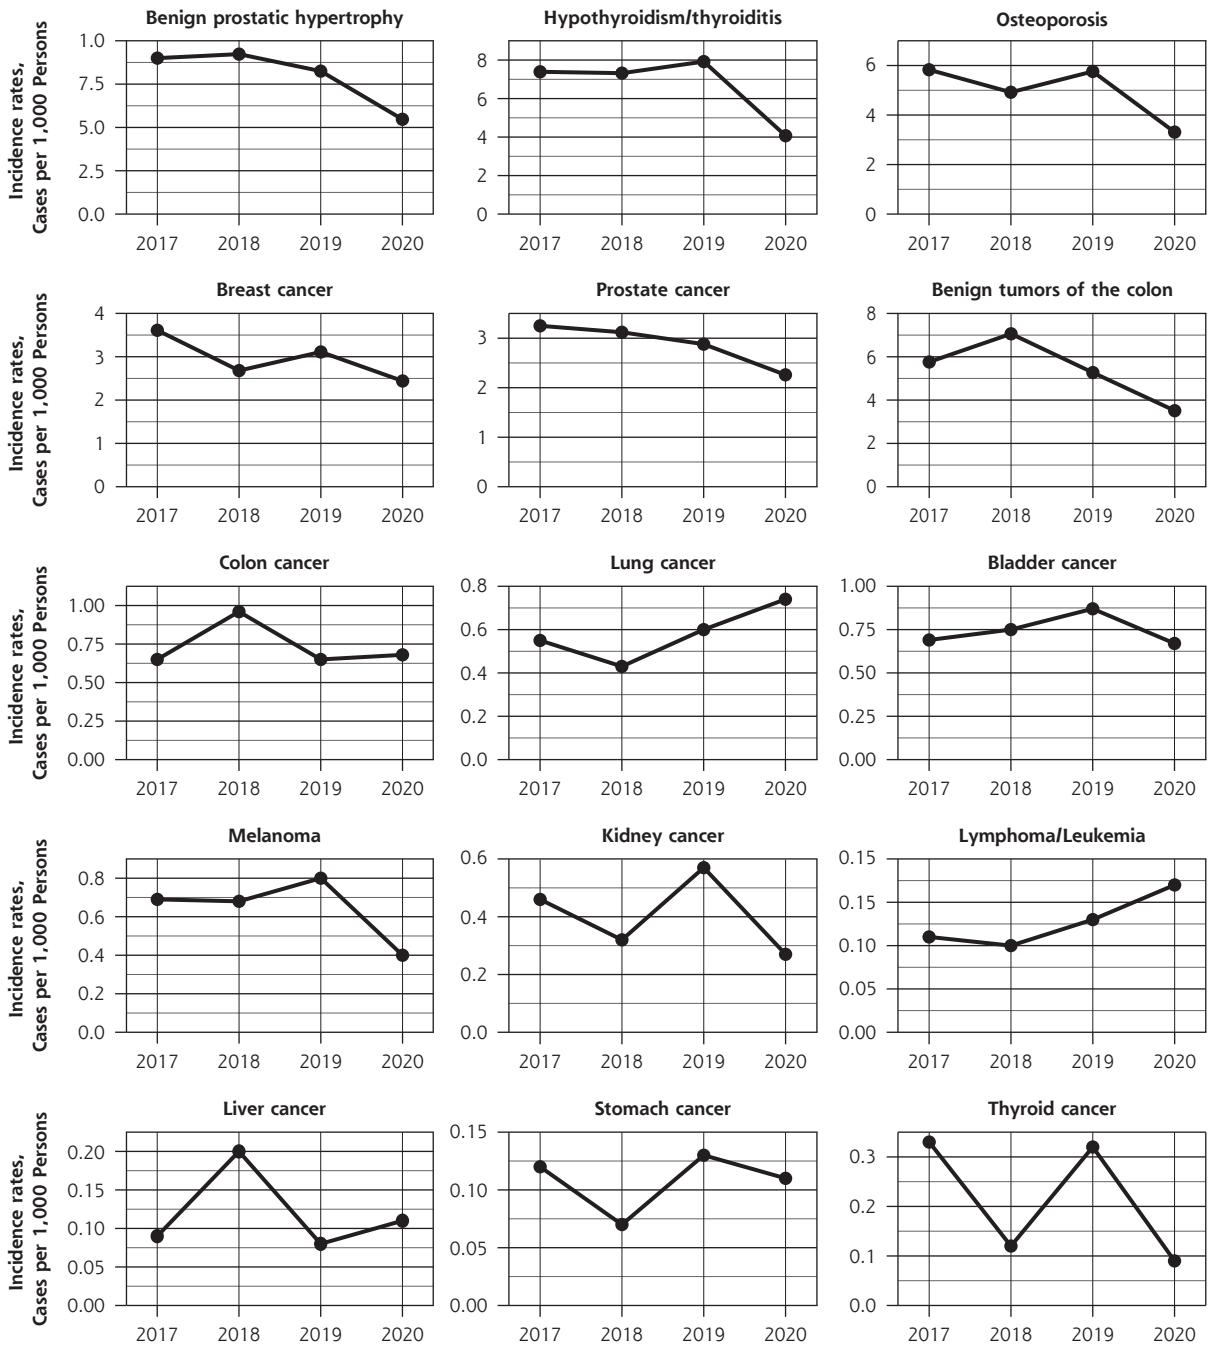 Benign prostatic hypertrophy
Incidence rates,
Cases per 1,000 Persons
1.0
7.5
5.0
2.5
0.0
2017 2018 2019 2020
Hypothyroidism/thyroiditis
8
6
4
2
0
2017 2018 2019 2020
Osteoporosis
6
4
2
0
2017 2018 2019 2020
Breast cancer
Incidence rates,
Cases per 1,000 Persons
4
3
2
1
0
2017 2018 2019 2020
Prostate cancer
3
2
1
0
2017 2018 2019 2020
Benign tumors of the colon
8
6
4
2
0
2017 2018 2019 2020
Colon cancer
Incidence rates,
Cases per 1,000 Persons
1.00
0.75
0.50
0.25
0.00
2017 2018 2019 2020
Lung cancer
0.8
0.6
0.4
0.2
0.0
2017 2018 2019 2020
Bladder cancer
1.00
0.75
0.50
0.25
0.00
2017 2018 2019 2020
Melanoma
Incidence rates,
Cases per 1,000 Persons
0.8
0.6
0.4
0.2
0.0
2017 2018 2019 2020
Kidney cancer
0.6
0.4
0.2
0.0
2017 2018 2019 2020
Lymphoma/Leukemia
0.15
0.15
0.10
0.05
0.00
2017 2018 2019 2020
Liver cancer
Incidence rates,
Cases per 1,000 Persons
0.20
0.15
0.10
0.05
0.00
2017 2018 2019 2020
Stomach cancer
0.15
0.10
0.05
0.00
2017 2018 2019 2020
Thyroid cancer
0.3
0.2
0.1
0.0
2017 2018 2019 2020